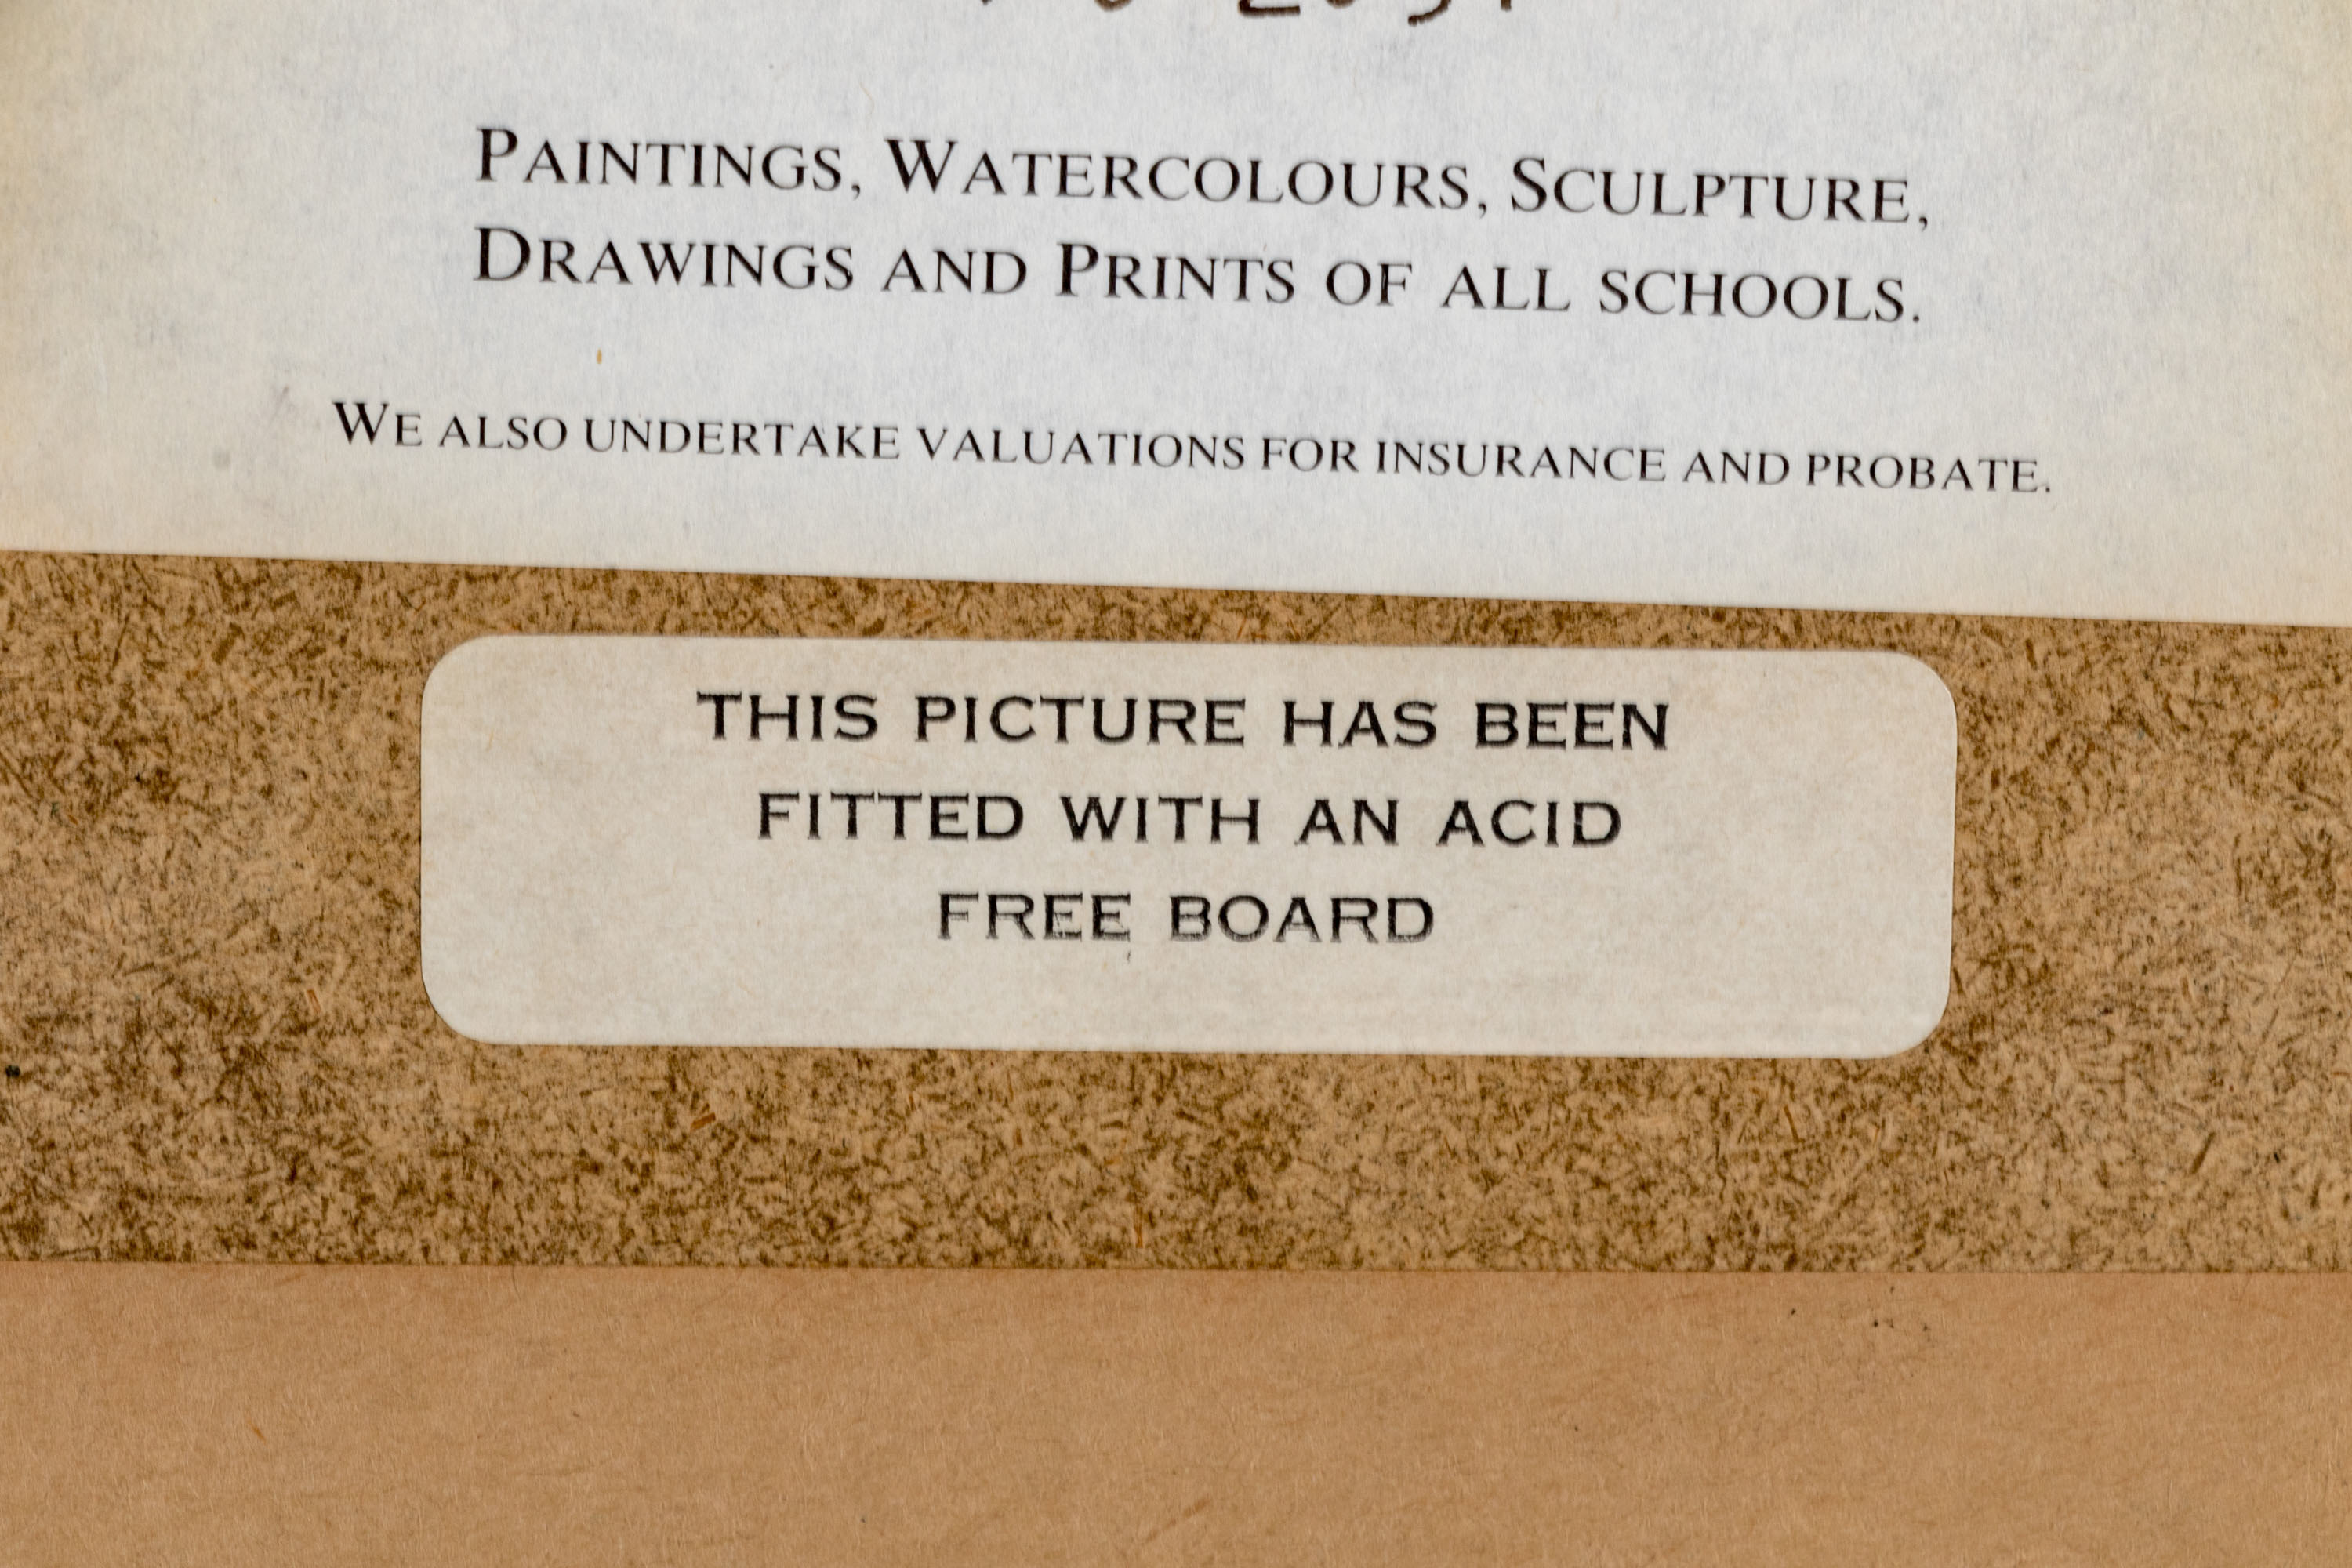 PAINTINGS, WATERCOLOURS, SCULPTURE,
DRAWINGS AND PRINTS OF ALL SCHOOLS.
WE ALSO UNDERTAKE VALUATIONS FOR INSURANCE AND PROBATE.
THIS PICTURE HAS BEEN
FITTED WITH AN ACID
FREE BOARD